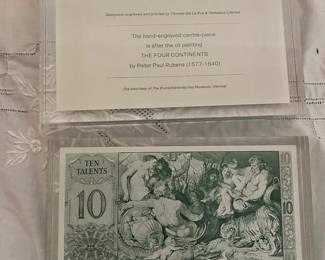 Designed, engraved and printed by Thomas De La Rue & Company Limited
The hand-engraved centre-piece
is after the oil painting
THE FOUR CONTINENTS
by Peter Paul Rubens (1577-1640)
(by courtesy of the Kunsthistorisches Museum, Vienna)
TEN
TALENTS
10
10